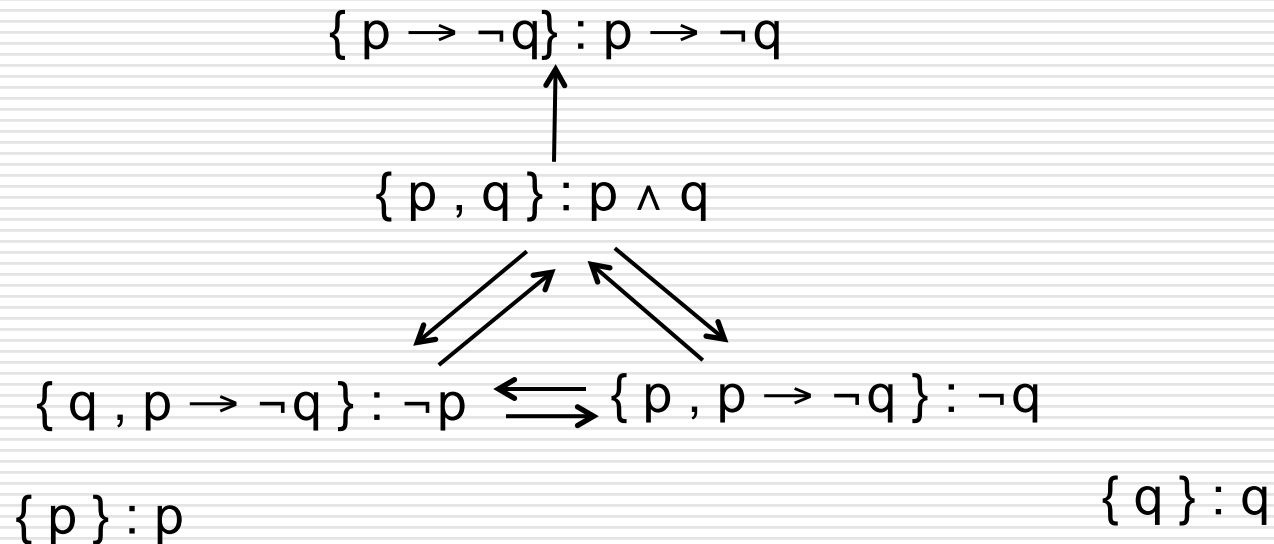 { p → ¬q} : p → ¬q
{ p , q } : p ∧ q
{ q , p → ¬q } : ¬p
{ p , p → ¬q } : ¬q
{ p } : p
{ q } : q